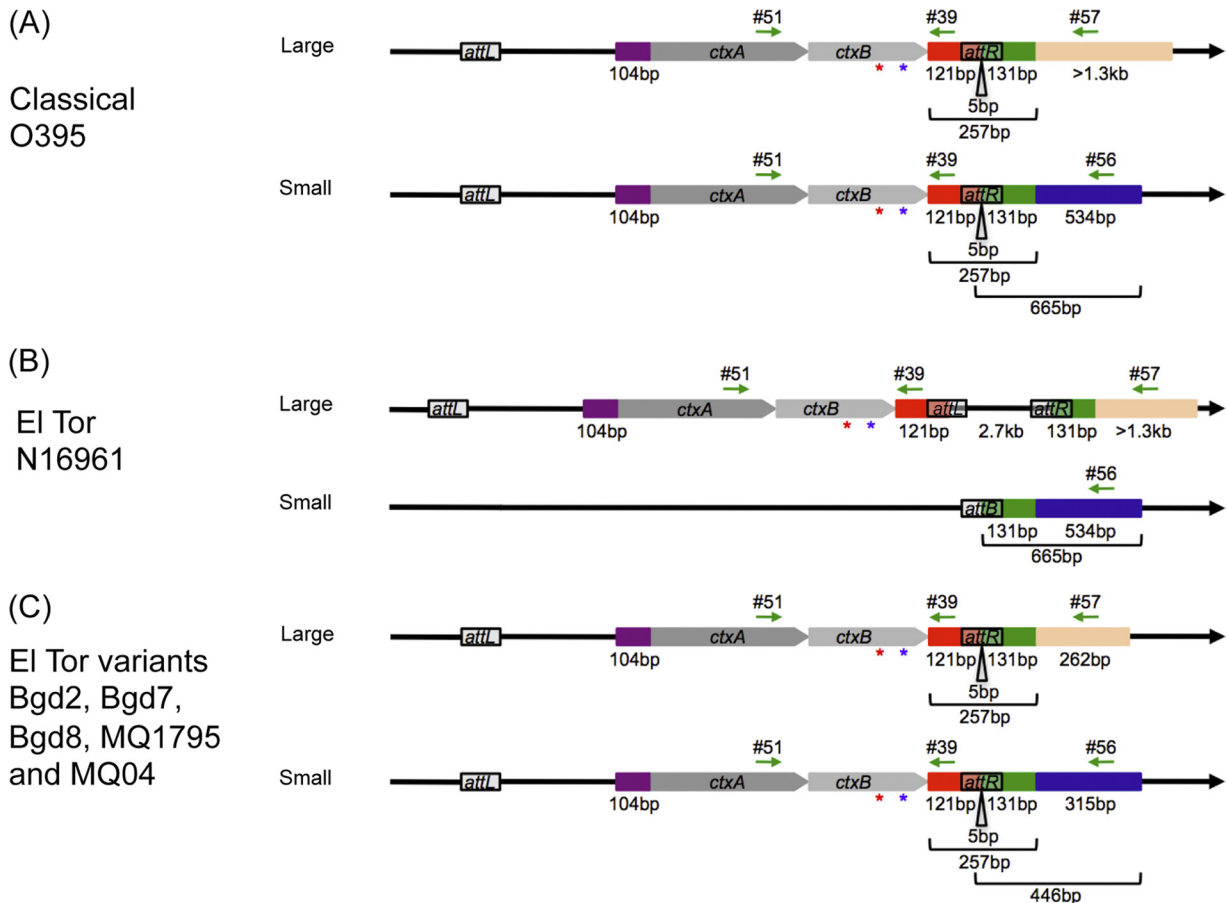 (A)
Classical
O395
Large
#51
#39
#57
attL
ctxA
ctxB
attR
104bp
*
*
121bp
131bp
>1.3kb
5bp
257bp
Small
#51
#39
#56
attL
ctxA
ctxB
attR
104bp
*
*
121bp
131bp
534bp
5bp
257bp
665bp
(B)
El Tor
N16961
Large
#51
#39
#57
attL
ctxA
ctxB
attL
attR
104bp
*
*
121bp
2.7kb
131bp
>1.3kb
Small
#56
attB
131bp
534bp
665bp
(C)
El Tor variants
Bgd2, Bgd7,
Bgd8, MQ1795
and MQ04
Large
#51
#39
#57
attL
ctxA
ctxB
attR
104bp
*
*
121bp
131bp
262bp
5bp
257bp
Small
#51
#39
#56
attL
ctxA
ctxB
attR
104bp
*
*
121bp
131bp
315bp
5bp
257bp
446bp